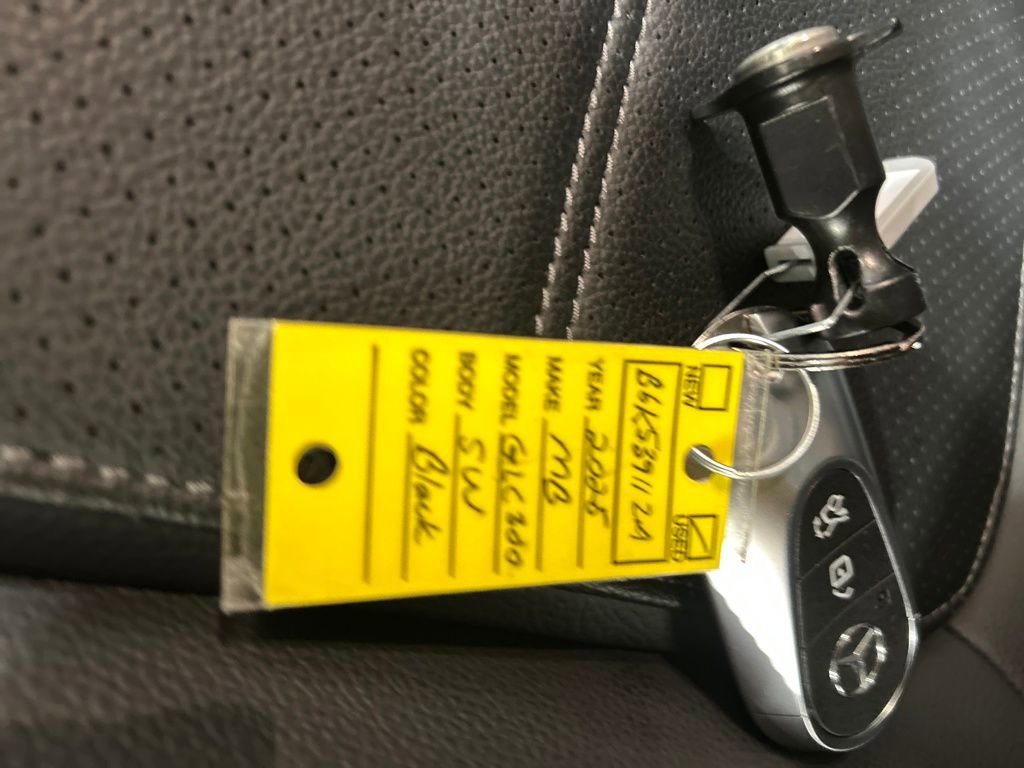 NEW USED
B6K53911 2A
YEAR 2025
MAKE MB
MODEL GLC 300
BODY SW
COLOR Black